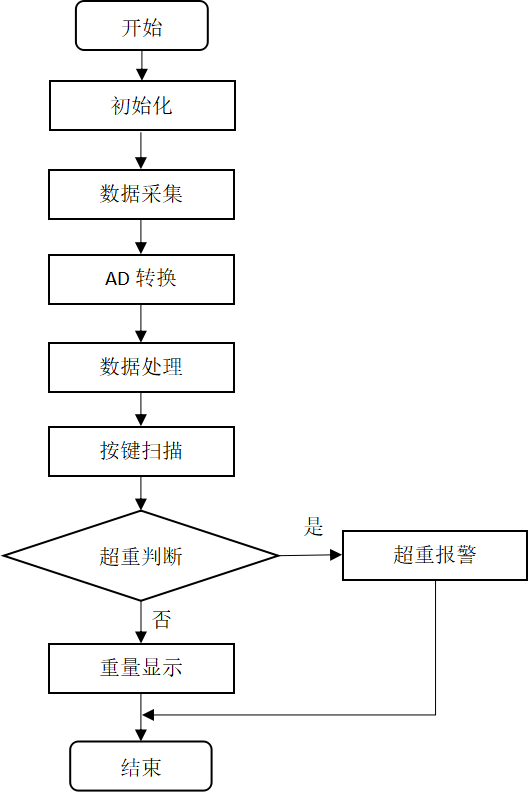 开始
初始化
数据采集
AD 转换
数据处理
按键扫描
超重判断
是
超重报警
否
重量显示
结束